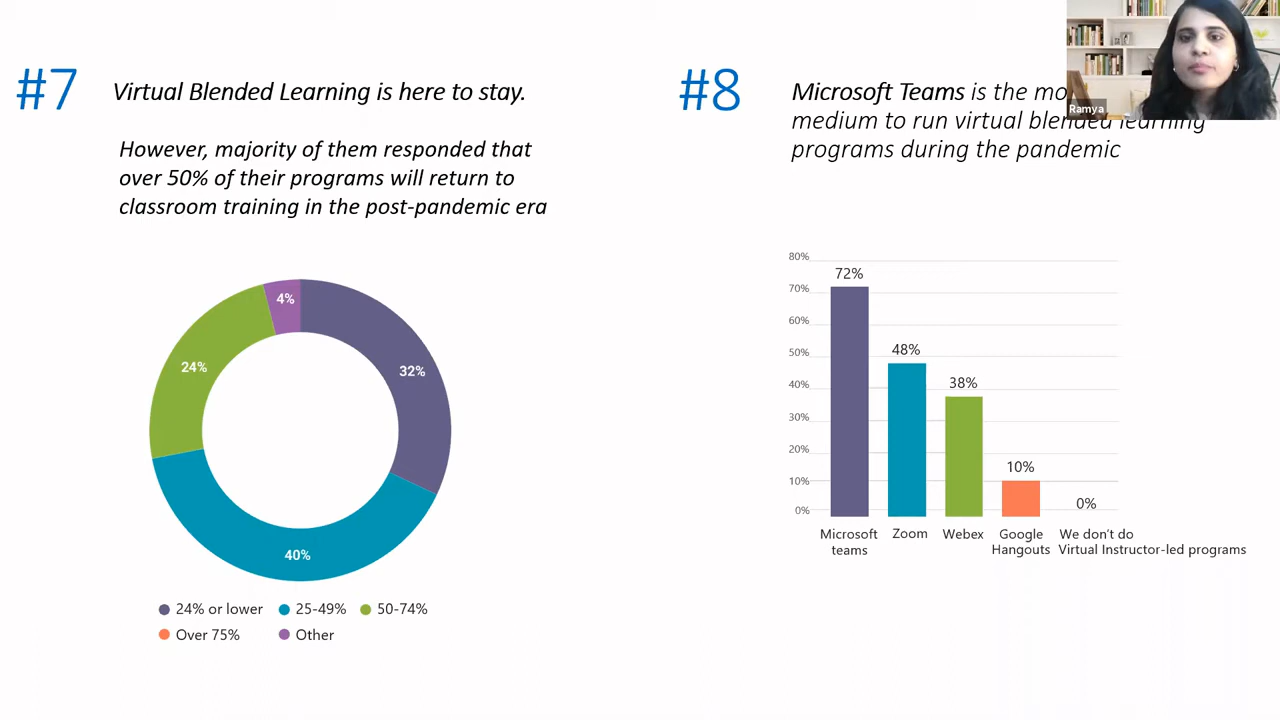 #7
Virtual Blended Learning is here to stay.
However, majority of them responded that
over 50% of their programs will return to
classroom training in the post-pandemic era
4%
24%
32%
40%
24% or lower
25-49%
50-74%
Over 75%
Other
#8
Microsoft Teams is the
medium to run virtual blended learning
programs during the pandemic
Ramya
80%
70%
60%
50%
40%
30%
20%
10%
0%
72%
48%
38%
10%
0%
Microsoft
teams
Zoom
Webex
Google
Hangouts
We don't do
Virtual Instructor-led programs